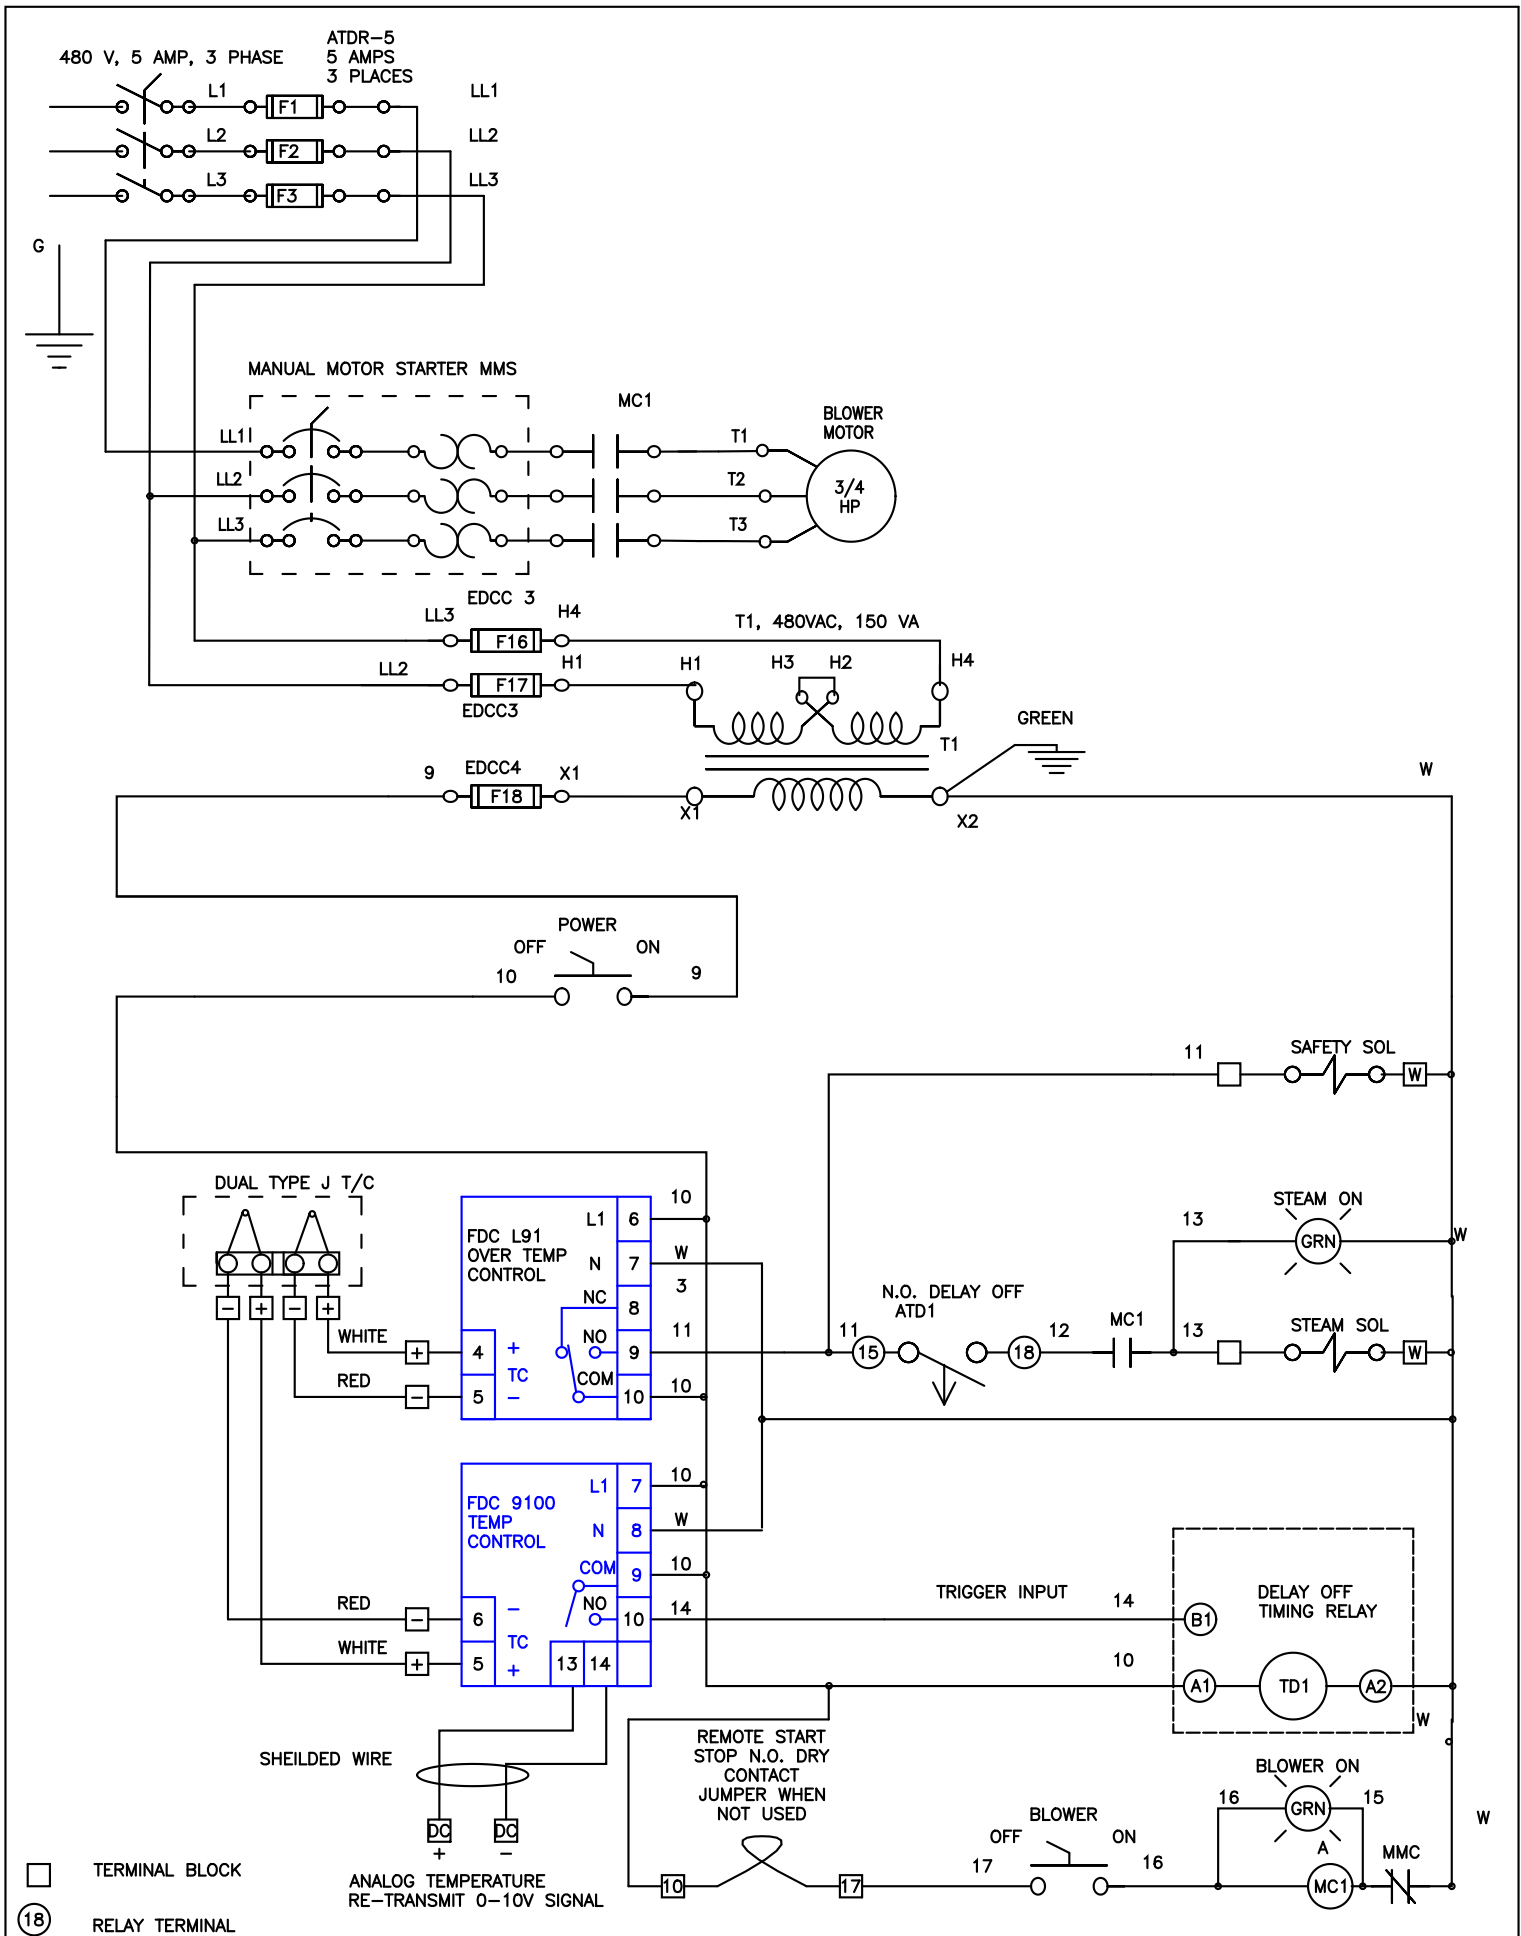 480 V, 5 AMP, 3 PHASE
ATDR-5
5 AMPS
3 PLACES
L1
F1
LL1
L2
F2
LL2
L3
F3
LL3
G
MANUAL MOTOR STARTER MMS
MC1
BLOWER
MOTOR
LL1
T1
LL2
T2
3/4
HP
LL3
T3
EDCC 3
LL3
H4
F16
T1, 480VAC, 150 VA
LL2
H1
F17
EDCC3
H1
H3
H2
H4
GREEN
T1
9
EDCC4
X1
F18
X1
X2
W
POWER
OFF
ON
10
9
11
SAFETY SOL
W
DUAL TYPE J T/C
-
+
-
+
WHITE
+
RED
-
FDC L91
OVER TEMP
CONTROL
L1
6
10
N
7
W
NC
8
3
NO
9
11
COM
10
10
4
+
TC
5
-
STEAM ON
13
GRN
W
N.O. DELAY OFF
ATD1
11
15
18
12
MC1
13
STEAM SOL
W
FDC 9100
TEMP
CONTROL
L1
7
10
N
8
W
COM
9
10
NO
10
14
RED
-
6
-
TC
WHITE
+
5
+
13
14
TRIGGER INPUT
14
B1
DELAY OFF
TIMING RELAY
10
A1
TD1
A2
W
SHEILDED WIRE
DC
DC
+
-
ANALOG TEMPERATURE
RE-TRANSMIT 0-10V SIGNAL
REMOTE START
STOP N.O. DRY
CONTACT
JUMPER WHEN
NOT USED
10
17
17
BLOWER
OFF
ON
16
BLOWER ON
16
GRN
15
A
MC1
MMC
W
TERMINAL BLOCK
18
RELAY TERMINAL